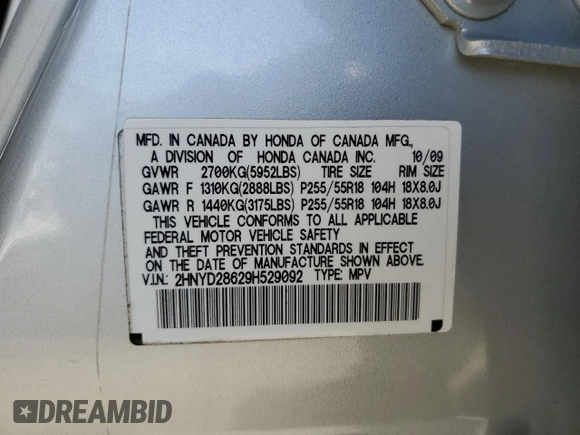 MFD. IN CANADA BY HONDA OF CANADA MFG.,
A DIVISION OF HONDA CANADA INC. 10/09
GVWR 2700KG(5952LBS) TIRE SIZE RIM SIZE
GAWR F 1310KG(2888LBS) P255/55R18 104H 18X8.0J
GAWR R 1440KG(3175LBS) P255/55R18 104H 18X8.0J
THIS VEHICLE CONFORMS TO ALL APPLICABLE
FEDERAL MOTOR VEHICLE SAFETY
AND THEFT PREVENTION STANDARDS IN EFFECT
ON THE DATE OF MANUFACTURE SHOWN ABOVE.
V.I.N.: 2HNYD28629H529092 TYPE: MPV
DREAMBID